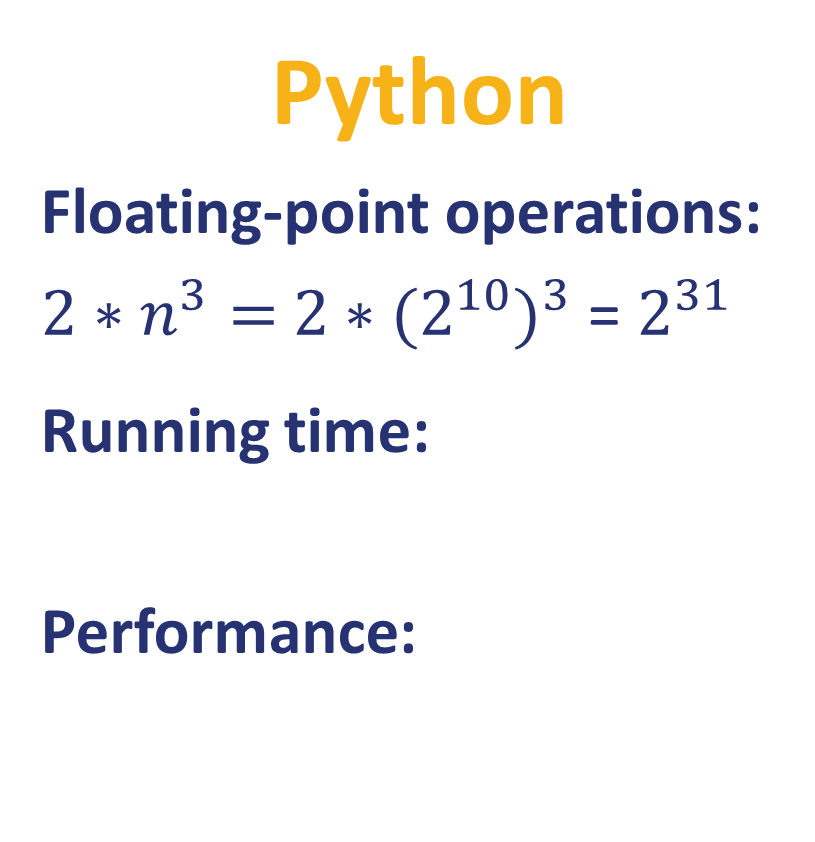 Python
Floating-point operations:
2 * n³ = 2 * (2¹⁰)³ = 2³¹
Running time:
Performance: